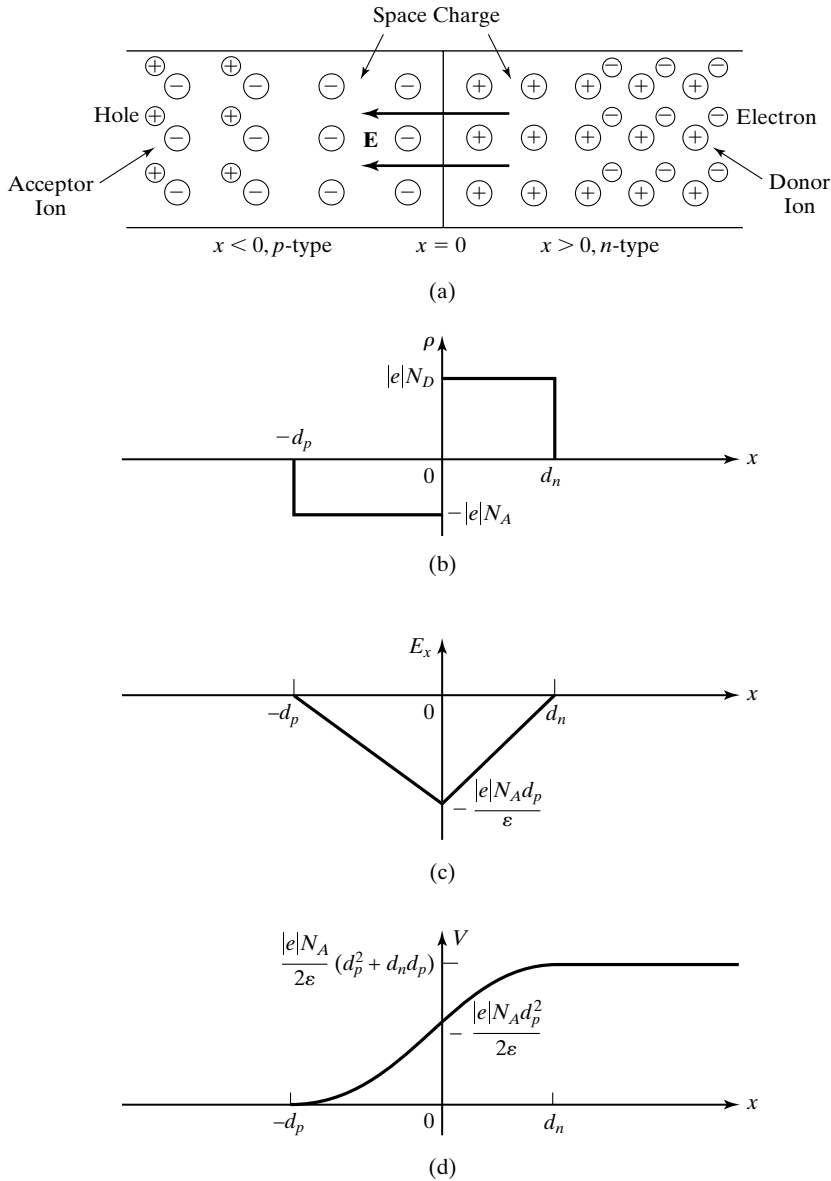 Space Charge
Hole
E
Electron
Acceptor
Ion
Donor
Ion
x < 0, p-type
x = 0
x > 0, n-type
(a)
ρ
|e|N_D
−d_p
0
d_n
x
−|e|N_A
(b)
E_x
x
−d_p
0
d_n
− |e|N_A d_p / ε
(c)
V
|e|N_A / 2ε (d_p^2 + d_n d_p)
− |e|N_A d_p^2 / 2ε
x
−d_p
0
d_n
(d)